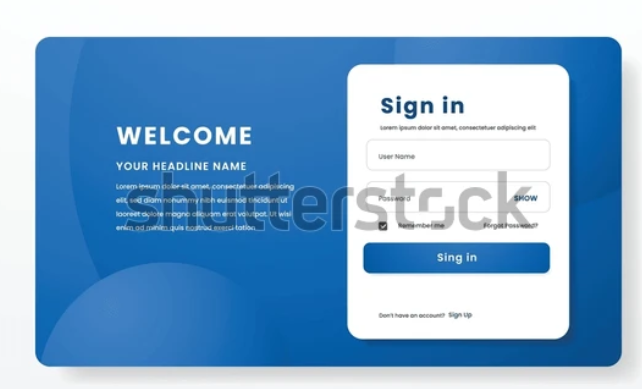 WELCOME
YOUR HEADLINE NAME
Lorem ipsum dolor sit amet, consectetuer adipiscing
elit, sed diam nonummy nibh euismod tincidunt ut
laoreet dolore magna aliquam erat volutpat. Ut wisi
enim ad minim quis nostrud exerci tation.
Sign in
Lorem ipsum dolor sit amet, consectetuer adipiscing elit
User Name
Password
SHOW
Remember me
Forgot Password?
Sing in
Don't have an account? Sign Up
shutterstock